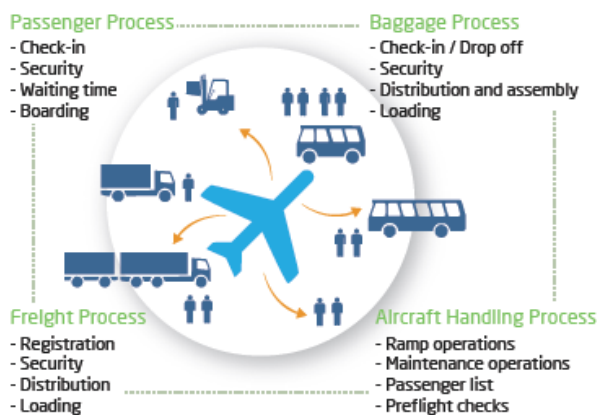 Passenger Process
- Check-in
- Security
- Waiting time
- Boarding
Baggage Process
- Check-in / Drop off
- Security
- Distribution and assembly
- Loading
Freight Process
- Registration
- Security
- Distribution
- Loading
Aircraft Handling Process
- Ramp operations
- Maintenance operations
- Passenger list
- Preflight checks